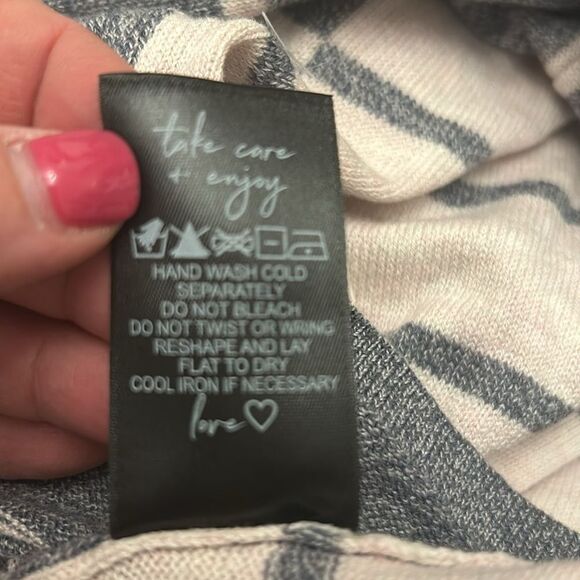 take care
+ enjoy
HAND WASH COLD
SEPARATELY
DO NOT BLEACH
DO NOT TWIST OR WRING
RESHAPE AND LAY
FLAT TO DRY
COOL IRON IF NECESSARY
love♡